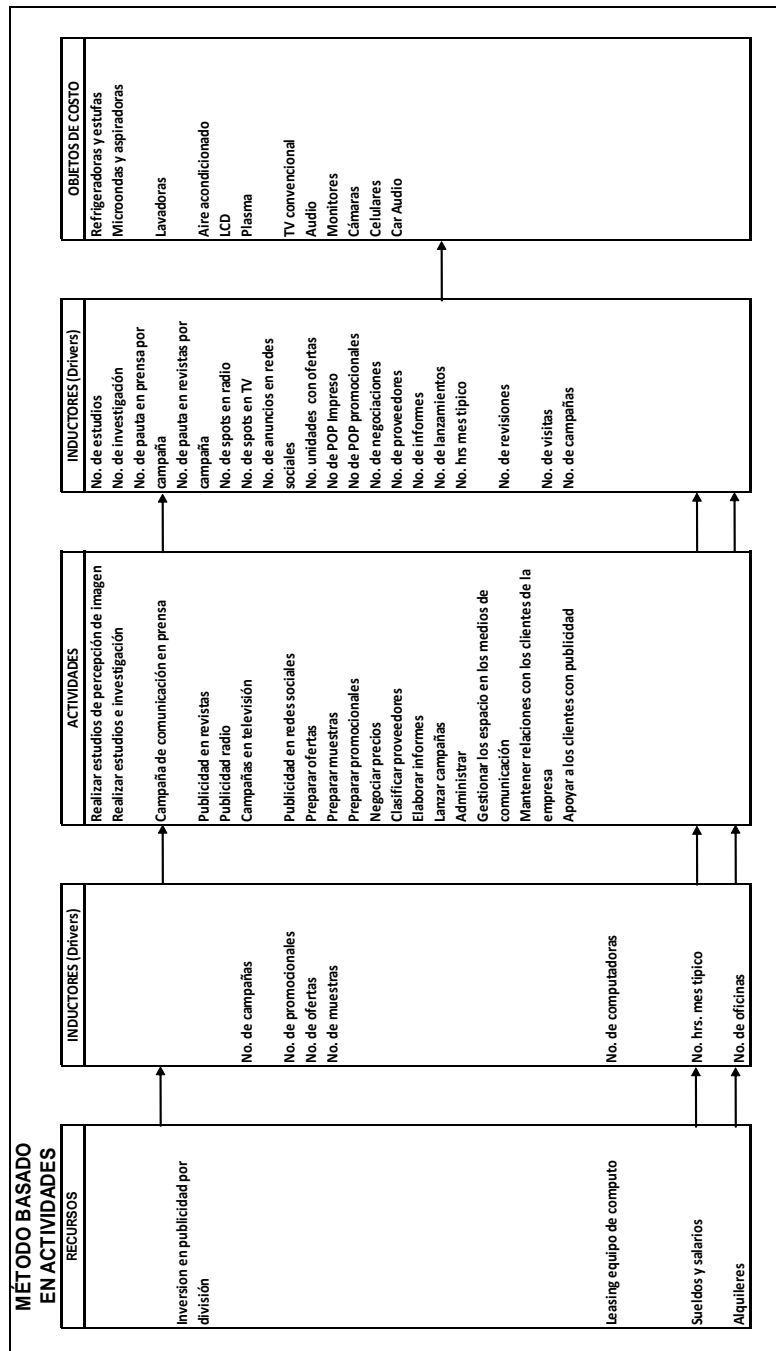 MÉTODO BASADO
EN ACTIVIDADES
RECURSOS
Inversion en publicidad por
división
Leasing equipo de computo
Sueldos y salarios
Alquileres
INDUCTORES (Drivers)
No. de campañas
No. de promocionales
No. de ofertas
No. de muestras
No. de computadoras
No. hrs. mes tipico
No. de oficinas
ACTIVIDADES
Realizar estudios de percepción de imagen
Realizar estudios e investigación
Campaña de comunicación en prensa
Publicidad en revistas
Publicidad radio
Campañas en televisión
Publicidad en redes sociales
Preparar ofertas
Preparar muestras
Preparar promocionales
Negociar precios
Clasificar proveedores
Elaborar informes
Lanzar campañas
Administrar
Gestionar los espacio en los medios de
comunicación
Mantener relaciones con los clientes de la
empresa
Apoyar a los clientes con publicidad
INDUCTORES (Drivers)
No. de estudios
No. de investigación
No. de pauta en prensa por
campaña
No. de pauta en revistas por
campaña
No. de spots en radio
No. de spots en TV
No. de anuncios en redes
sociales
No. unidades con ofertas
No de POP Impreso
No. de POP promocionales
No. de negociaciones
No. de proveedores
No. de informes
No. de lanzamientos
No. hrs mes tipico
No. de revisiones
No. de visitas
No. de campañas
OBJETOS DE COSTO
Refrigeradoras y estufas
Microondas y aspiradoras
Lavadoras
Aire acondicionado
LCD
Plasma
TV convencional
Audio
Monitores
Cámaras
Celulares
Car Audio